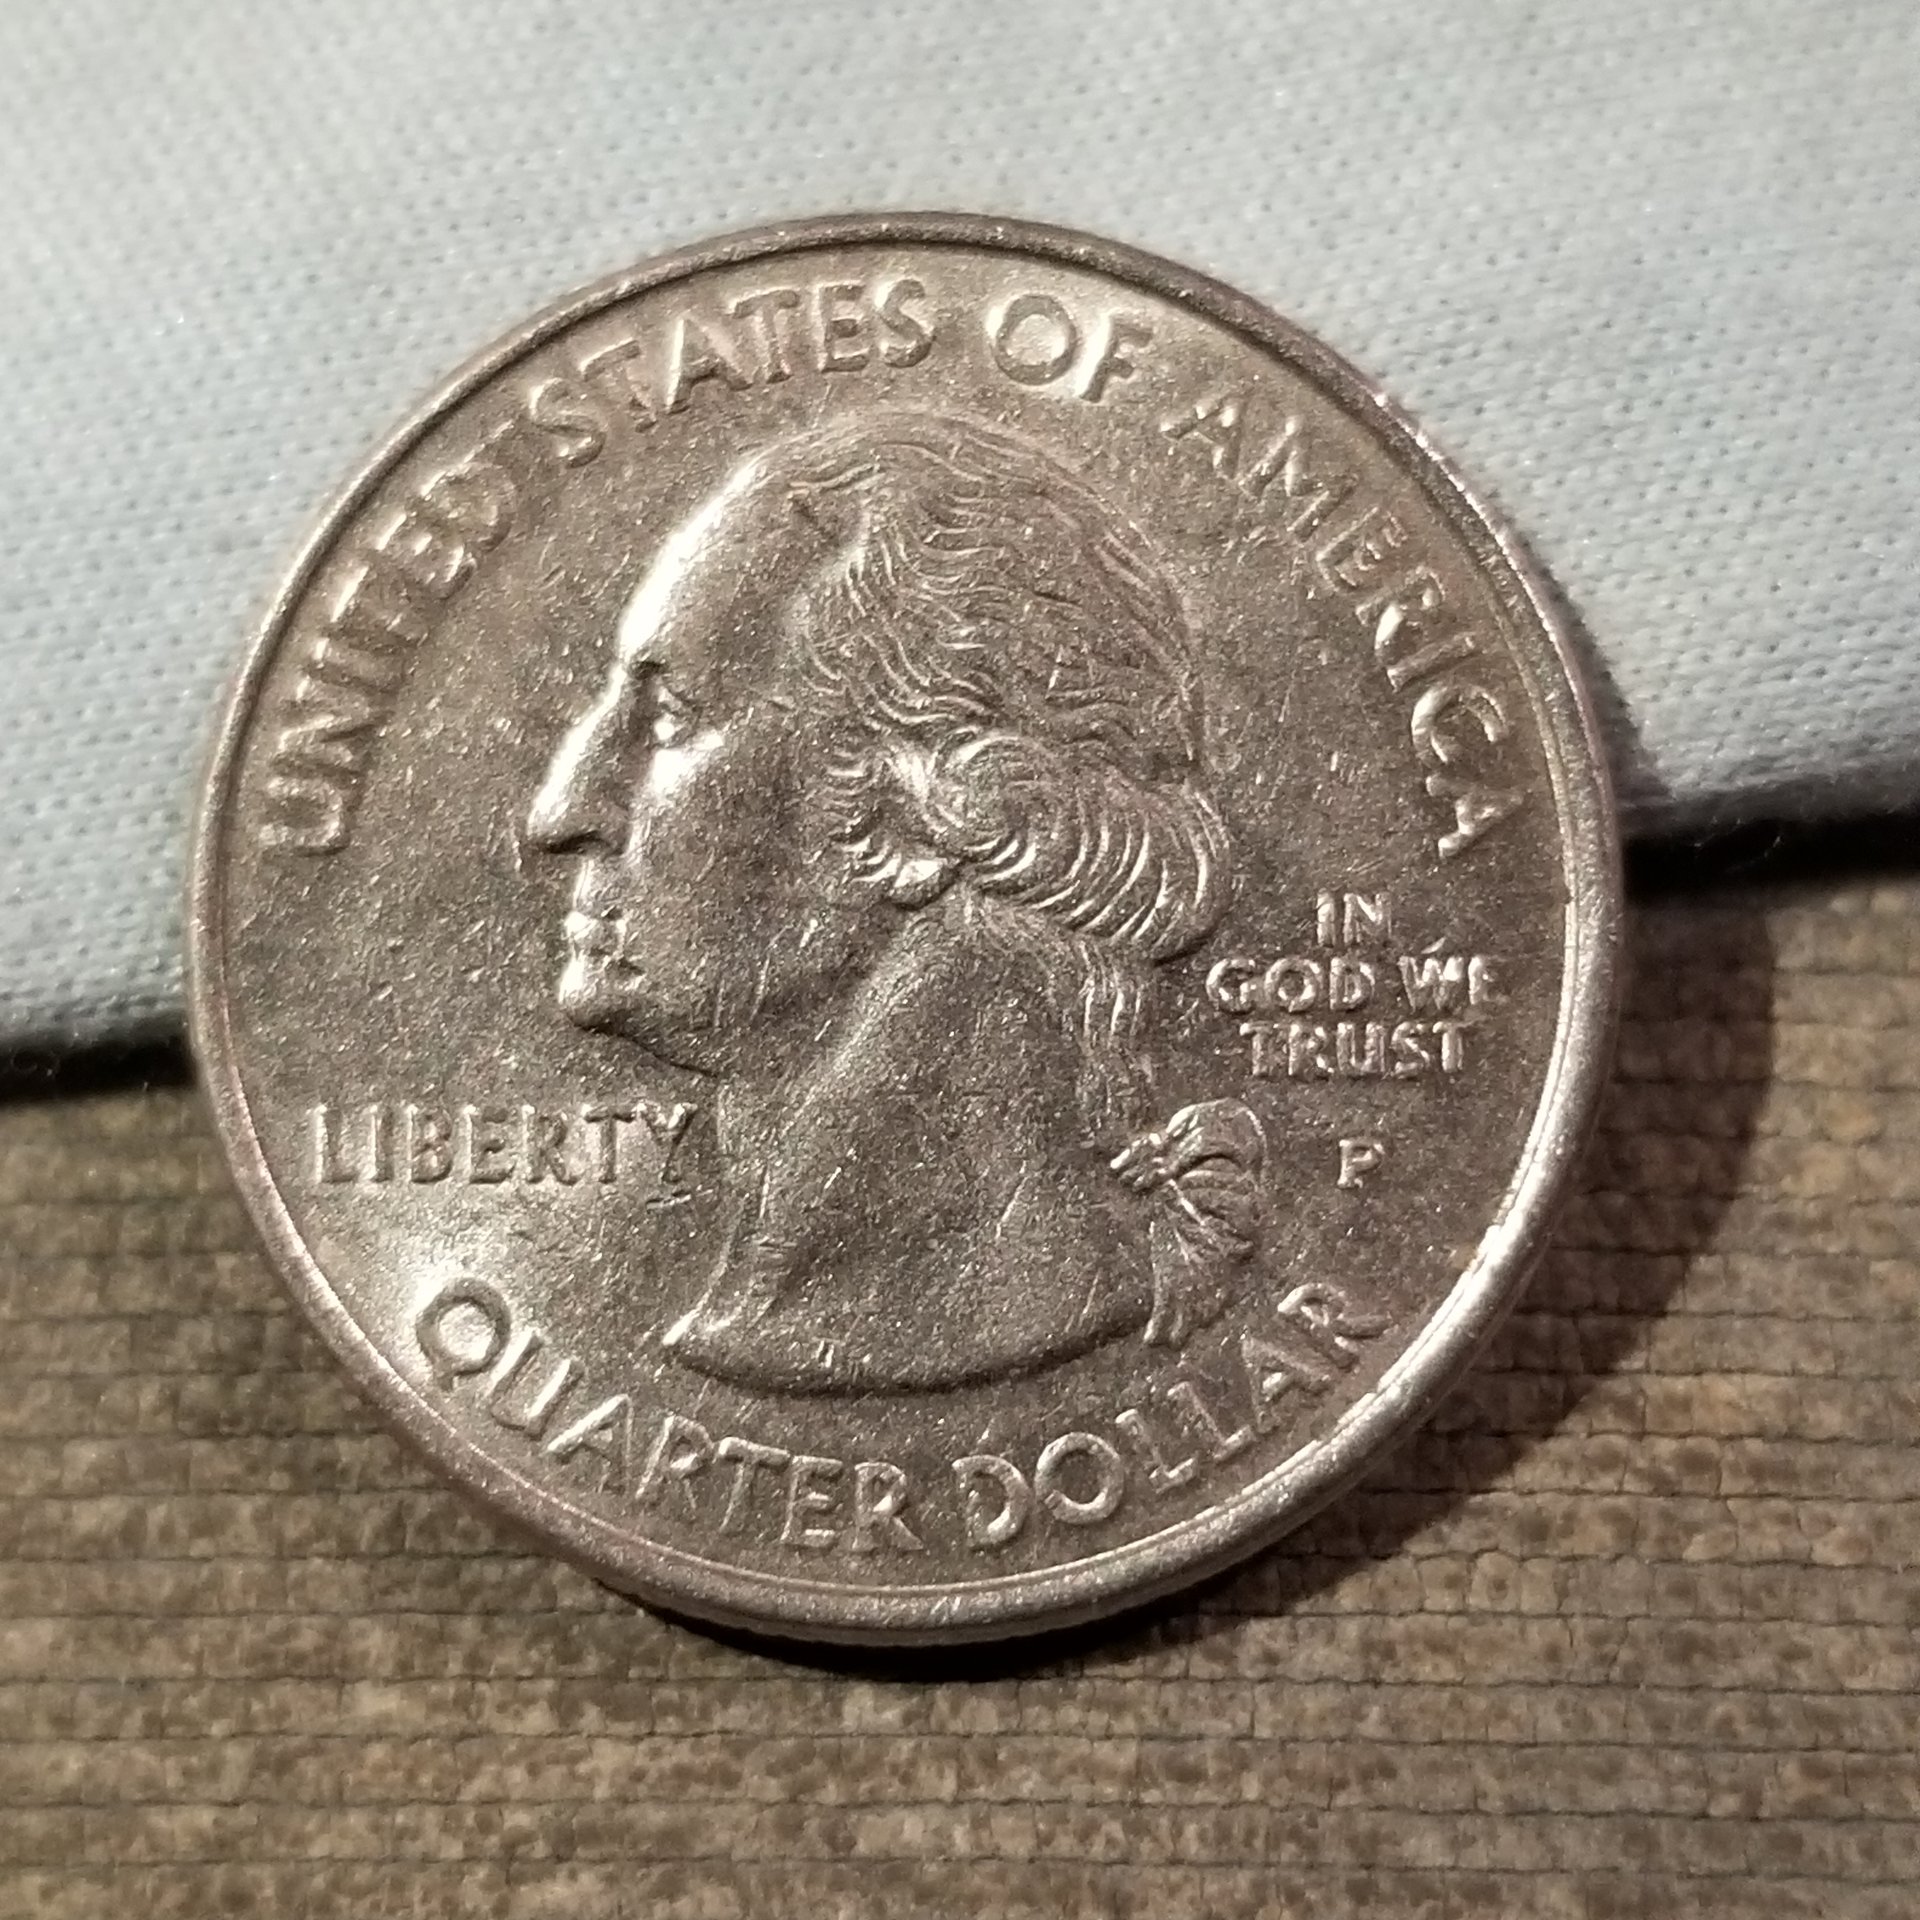 UNITED STATES OF AMERICA
IN
GOD WE
TRUST
LIBERTY
P
QUARTER DOLLAR